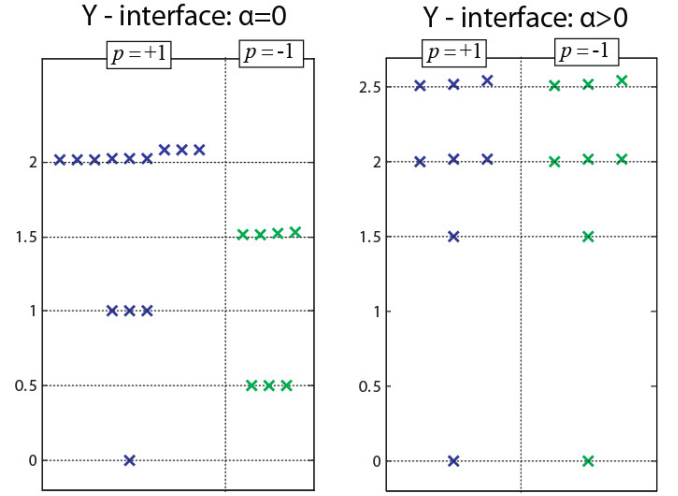 Y - interface: α=0
p = +1
p = -1
2
1.5
1
0.5
0
Y - interface: α>0
p = +1
p = -1
2.5
2
1.5
1
0.5
0